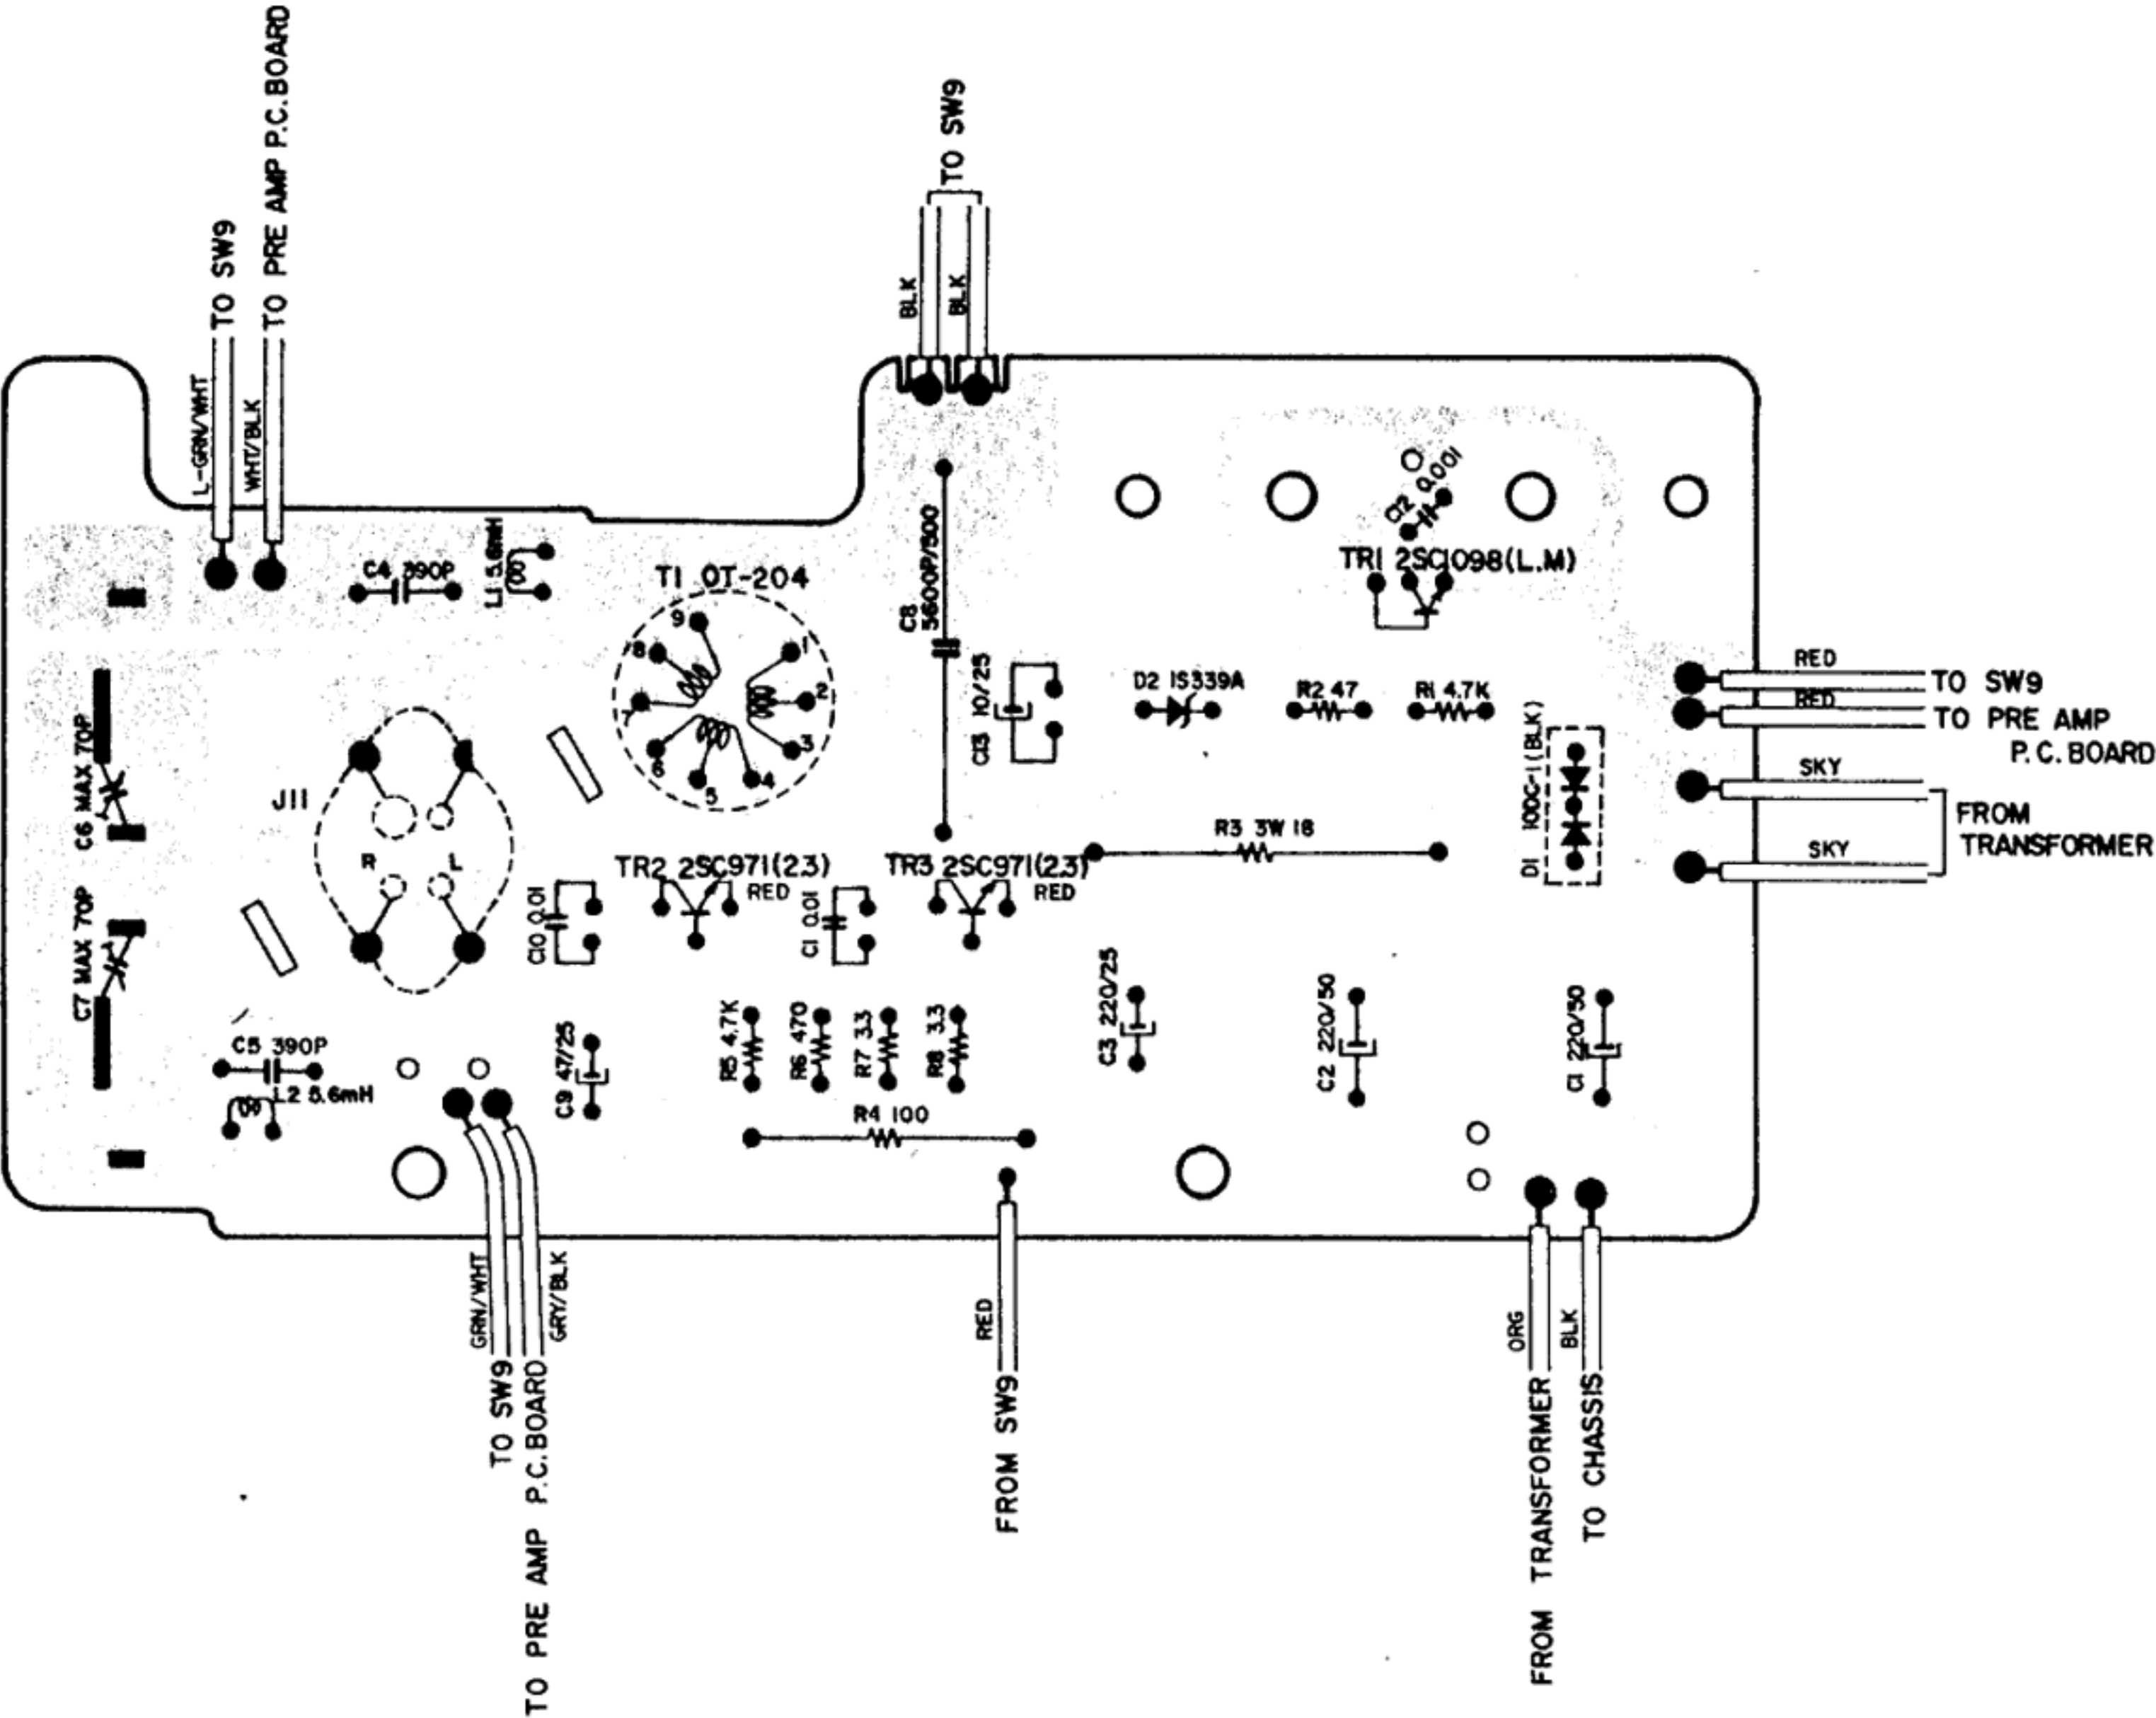 TO PRE AMP P.C.BOARD
TO SW9
TO SW9
L-GRN/WHT
WHT/BLK
BLK
BLK
C4 390P
L1 5.6mH
T1 OT-204
9
8
7
6
5
4
3
2
1
C8
5600P/500
C12 0.001
TR1 2SC1098(L.M)
C13 10/25
D2 1S339A
R2 47
R1 4.7K
RED
TO SW9
RED
TO PRE AMP
P.C.BOARD
SKY
SKY
FROM
TRANSFORMER
D1 10DC-1(BLK)
C6 MAX 70P
C7 MAX 70P
J11
R
L
R3 3W 18
TR2 2SC971(2.3)
RED
TR3 2SC971(2.3)
RED
C10 0.01
C1 0.01
C5 390P
L2 5.6mH
C9 47/25
R5 4.7K
R6 470
R7 3.3
R8 3.3
R4 100
C3 220/25
C2 220/50
C1 220/50
GRN/WHT
GRY/BLK
TO SW9
TO PRE AMP P.C.BOARD
RED
FROM SW9
ORG
BLK
FROM TRANSFORMER
TO CHASSIS